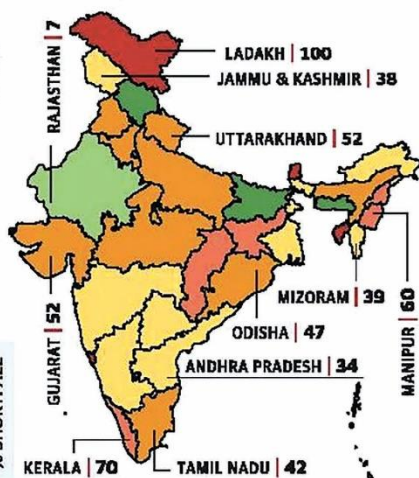 RAJASTHAN | 7
LADAKH | 100
JAMMU & KASHMIR | 38
UTTARAKHAND | 52
MIZORAM | 39
MANIPUR | 60
ODISHA | 47
GUJARAT | 52
ANDHRA PRADESH | 34
KERALA | 70
TAMIL NADU | 42